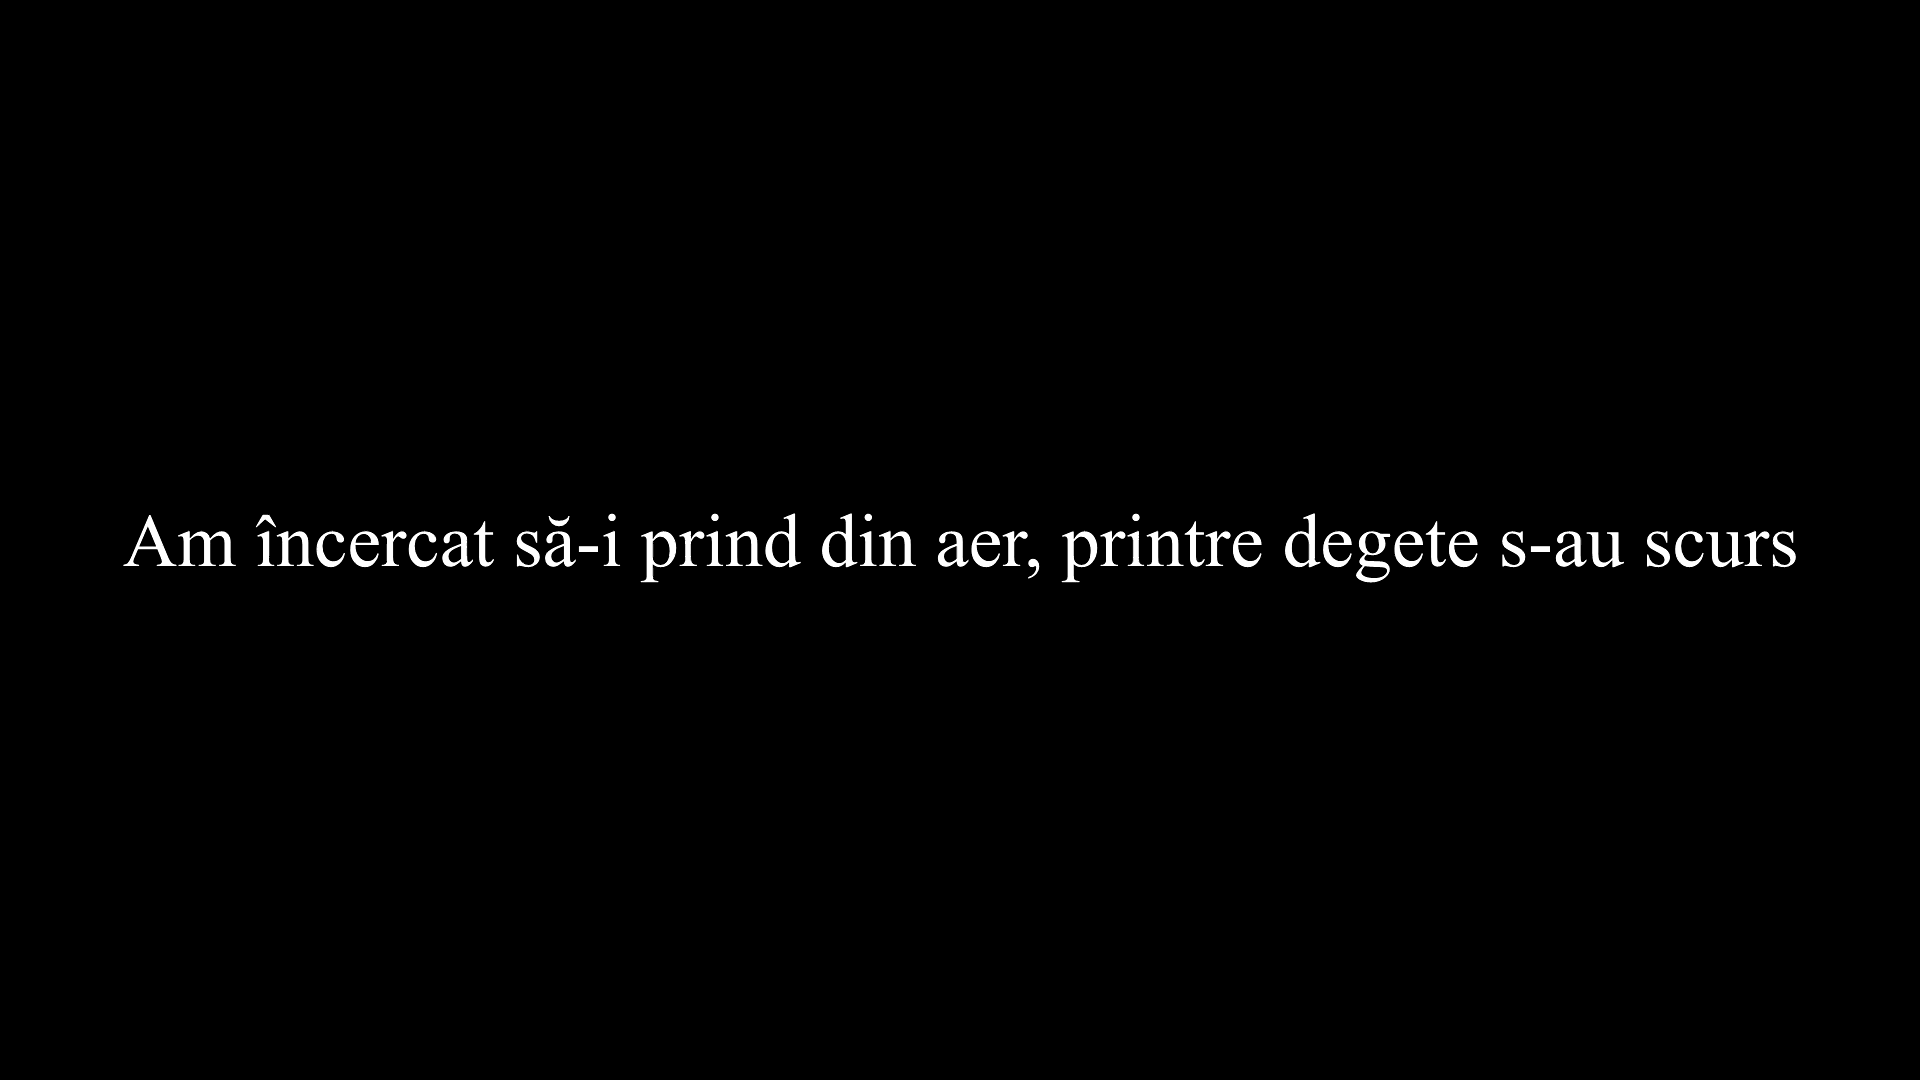 Am încercat să-i prind din aer, printre degete s-au scurs